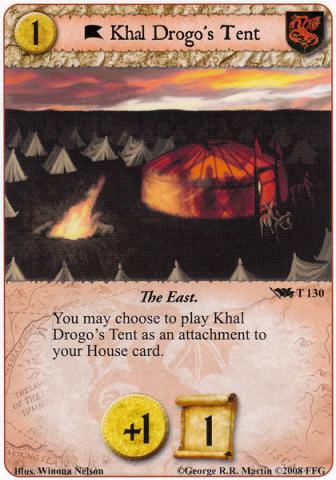 1
Khal Drogo's Tent
The East.
T 130
You may choose to play Khal
Drogo's Tent as an attachment to
your House card.
+1
1
Illus. Winona Nelson
©George R.R. Martin ©2008 FFG